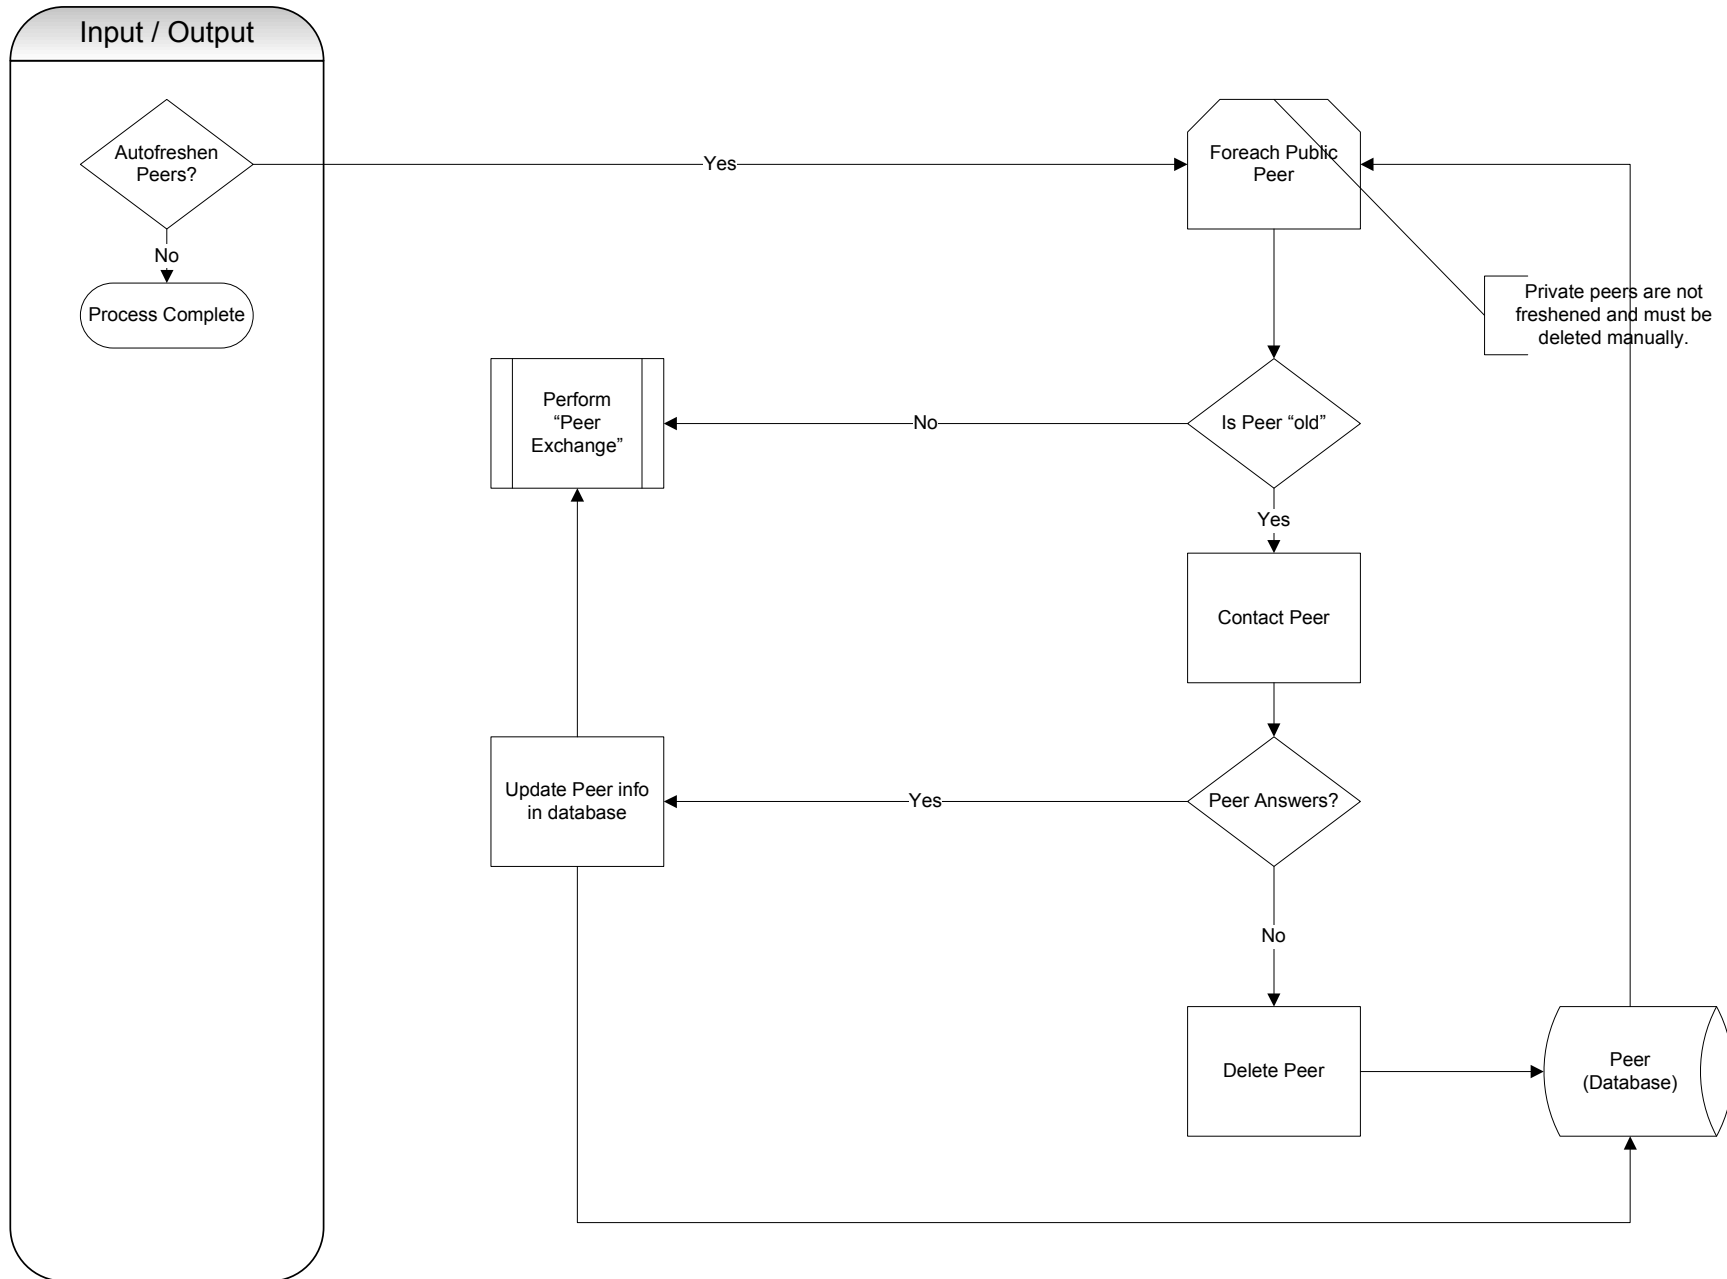 Input / Output
Autofreshen
Peers?
Yes
Foreach Public
Peer
No
Process Complete
Private peers are not
freshened and must be
deleted manually.
Perform
“Peer
Exchange”
No
Is Peer “old”
Yes
Contact Peer
Update Peer info
in database
Yes
Peer Answers?
No
Delete Peer
Peer
(Database)